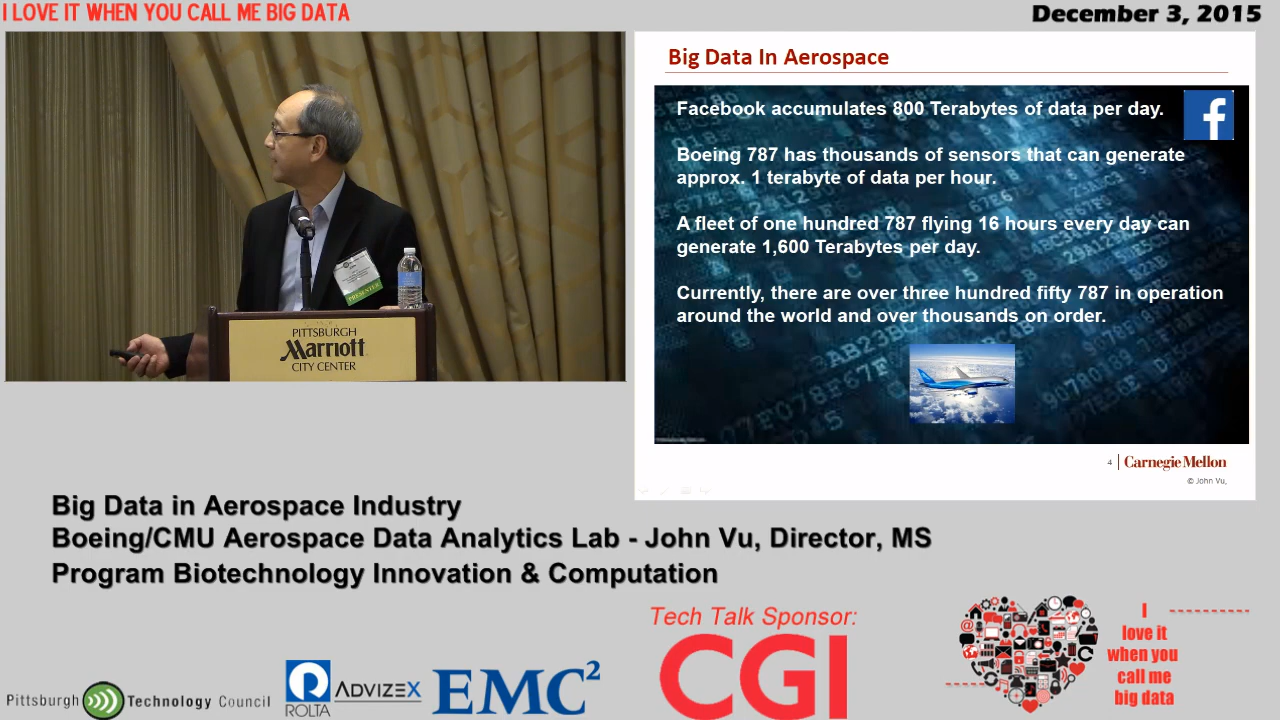 I LOVE IT WHEN YOU CALL ME BIG DATA
December 3, 2015
PRESENTER
PITTSBURGH
Marriott
CITY CENTER
Big Data In Aerospace
Facebook accumulates 800 Terabytes of data per day.
f
Boeing 787 has thousands of sensors that can generate
approx. 1 terabyte of data per hour.
A fleet of one hundred 787 flying 16 hours every day can
generate 1,600 Terabytes per day.
Currently, there are over three hundred fifty 787 in operation
around the world and over thousands on order.
4 | Carnegie Mellon
© John Vu,
Big Data in Aerospace Industry
Boeing/CMU Aerospace Data Analytics Lab - John Vu, Director, MS
Program Biotechnology Innovation & Computation
Tech Talk Sponsor:
CGI
Pittsburgh Technology Council
ROLTA
ADVIZEX
EMC²
I
love it
when you
call me
big data